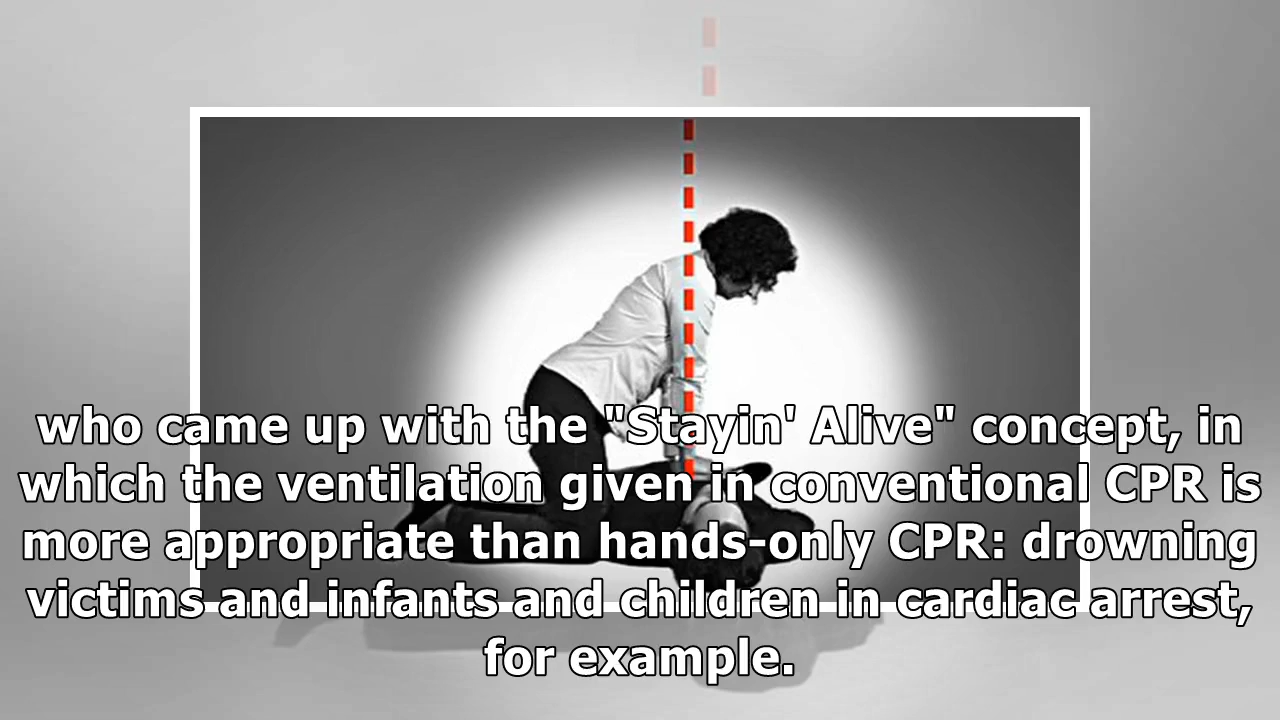 who came up with the "Stayin' Alive" concept, in
which the ventilation given in conventional CPR is
more appropriate than hands-only CPR: drowning
victims and infants and children in cardiac arrest,
for example.